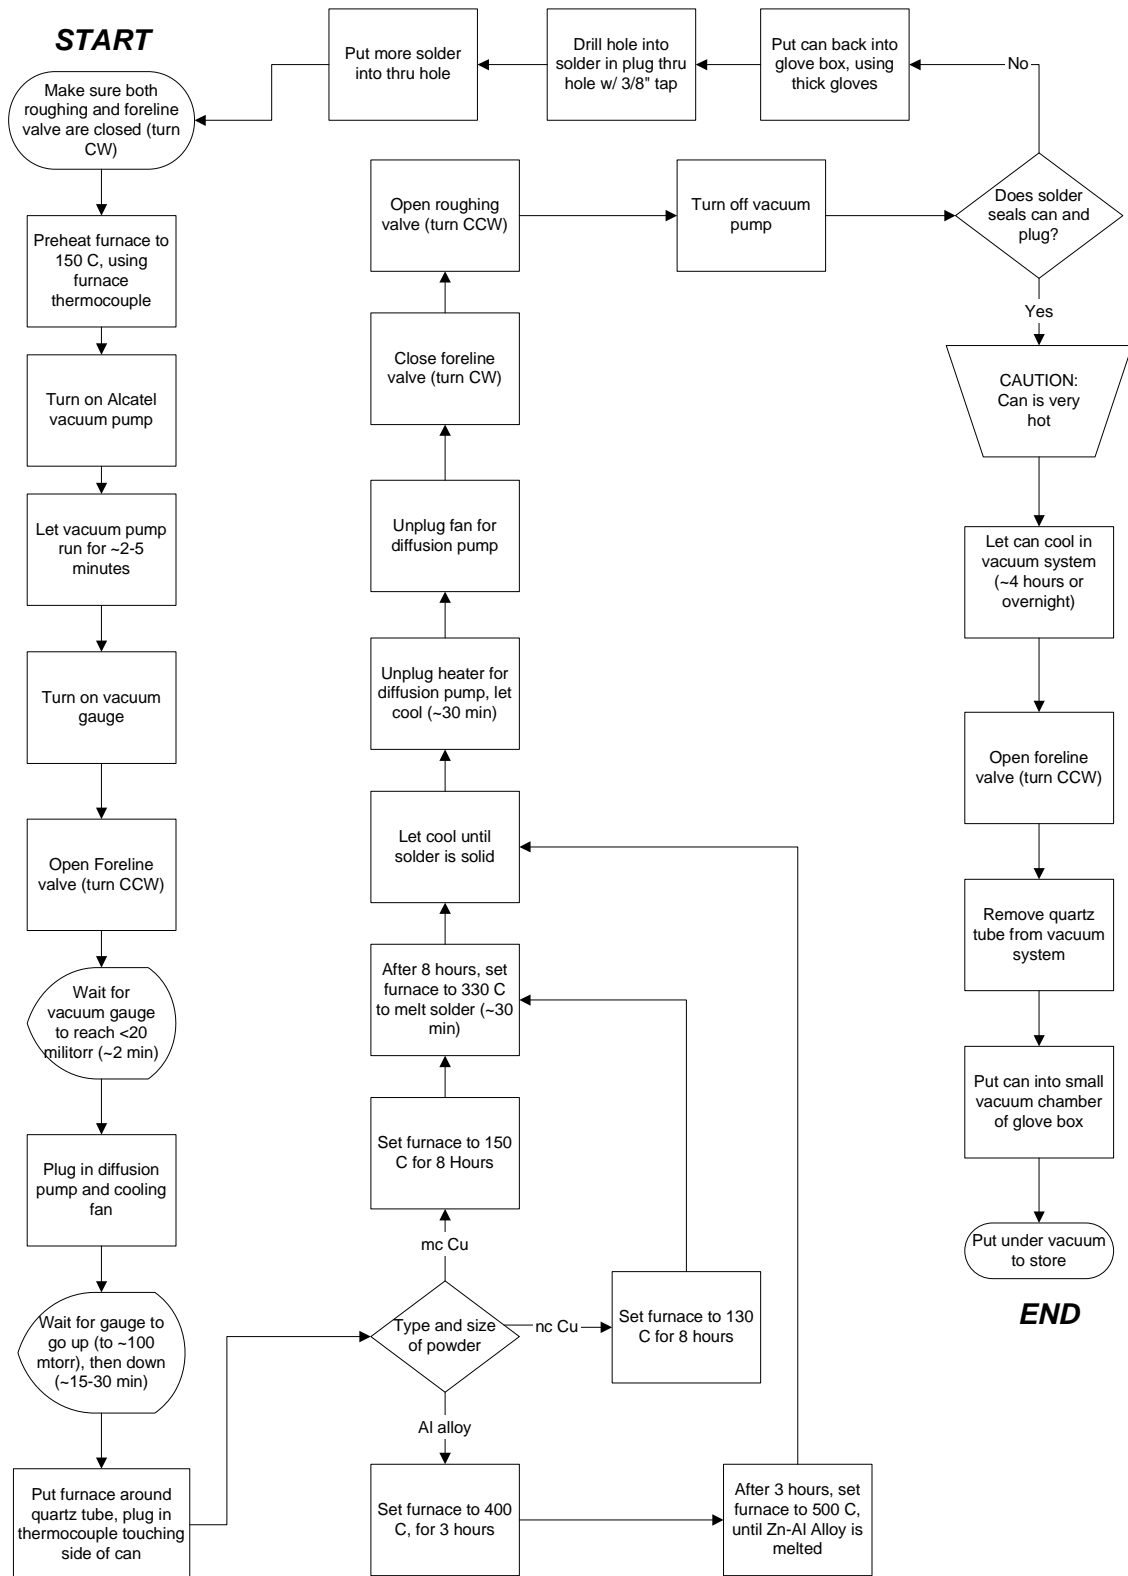 START
Make sure both
roughing and foreline
valve are closed (turn
CW)
Preheat furnace to
150 C, using
furnace
thermocouple
Turn on Alcatel
vacuum pump
Let vacuum pump
run for ~2-5
minutes
Turn on vacuum
gauge
Open Foreline
valve (turn CCW)
Wait for
vacuum gauge
to reach <20
militorr (~2 min)
Plug in diffusion
pump and cooling
fan
Wait for gauge to
go up (to ~100
mtorr), then down
(~15-30 min)
Put furnace around
quartz tube, plug in
thermocouple touching
side of can
Type and size
of powder
mc Cu
Set furnace to 150
C for 8 Hours
nc Cu
Set furnace to 130
C for 8 hours
Al alloy
Set furnace to 400
C, for 3 hours
After 3 hours, set
furnace to 500 C,
until Zn-Al Alloy is
melted
After 8 hours, set
furnace to 330 C
to melt solder (~30
min)
Let cool until
solder is solid
Unplug heater for
diffusion pump, let
cool (~30 min)
Unplug fan for
diffusion pump
Close foreline
valve (turn CW)
Open roughing
valve (turn CCW)
Turn off vacuum
pump
Does solder
seals can and
plug?
No
Put can back into
glove box, using
thick gloves
Drill hole into
solder in plug thru
hole w/ 3/8" tap
Put more solder
into thru hole
Yes
CAUTION:
Can is very
hot
Let can cool in
vacuum system
(~4 hours or
overnight)
Open foreline
valve (turn CCW)
Remove quartz
tube from vacuum
system
Put can into small
vacuum chamber
of glove box
Put under vacuum
to store
END